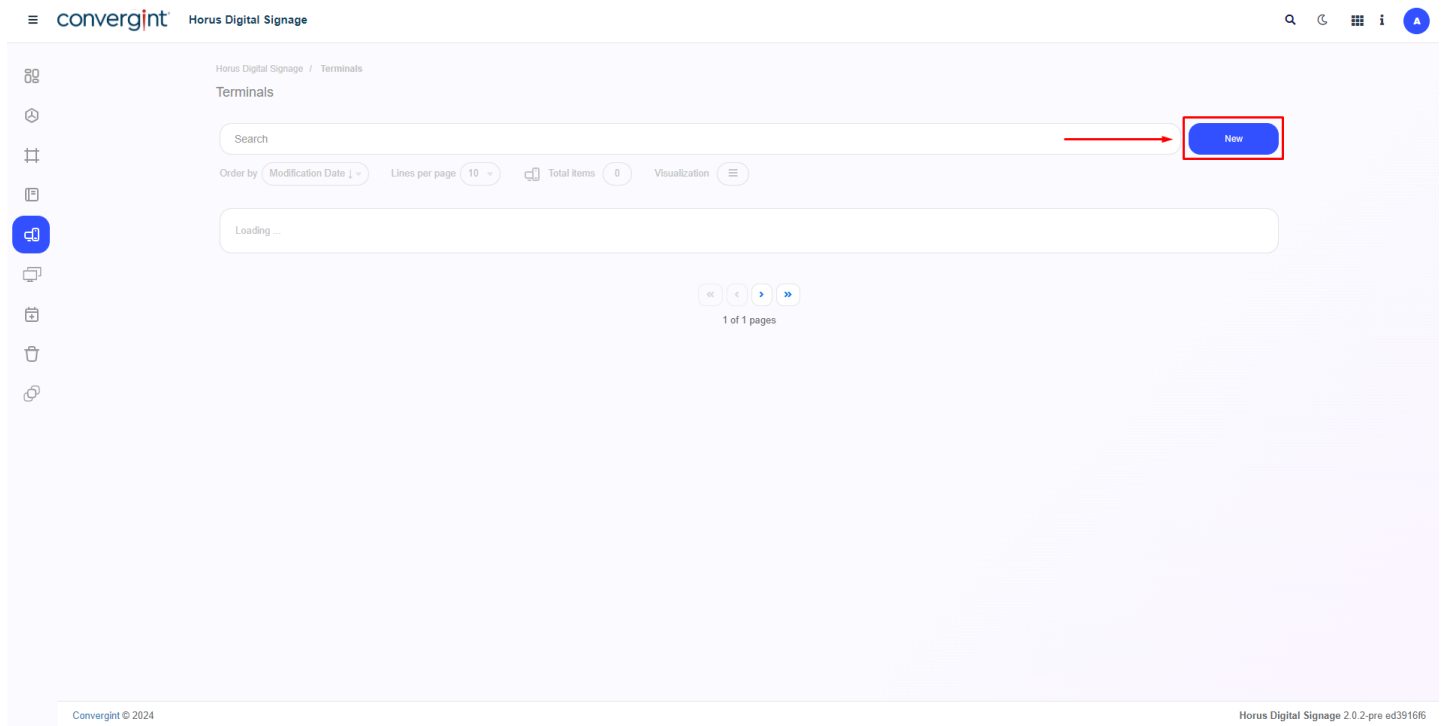 convergint Horus Digital Signage i A
Horus Digital Signage / Terminals
Terminals
Search New
Order by Modification Date ↓ Lines per page 10 Total items 0 Visualization
Loading ...
« ‹ › »
1 of 1 pages
Convergint © 2024 Horus Digital Signage 2.0.2-pre ed3916f6